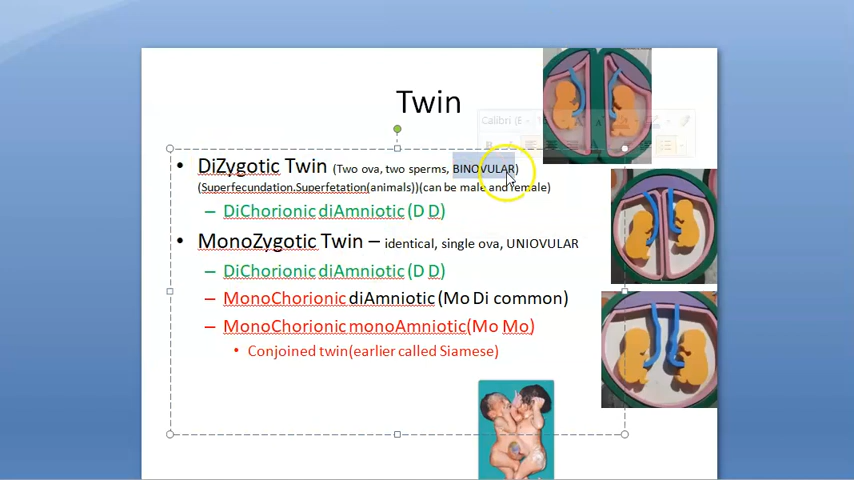 Twin
Calibri (E
• DiZygotic Twin (Two ova, two sperms, BINOVULAR)
(Superfecundation.Superfetation(animals))(can be male and female)
– DiChorionic diAmniotic (D D)
• MonoZygotic Twin – identical, single ova, UNIOVULAR
– DiChorionic diAmniotic (D D)
– MonoChorionic diAmniotic (Mo Di common)
– MonoChorionic monoAmniotic(Mo Mo)
• Conjoined twin(earlier called Siamese)